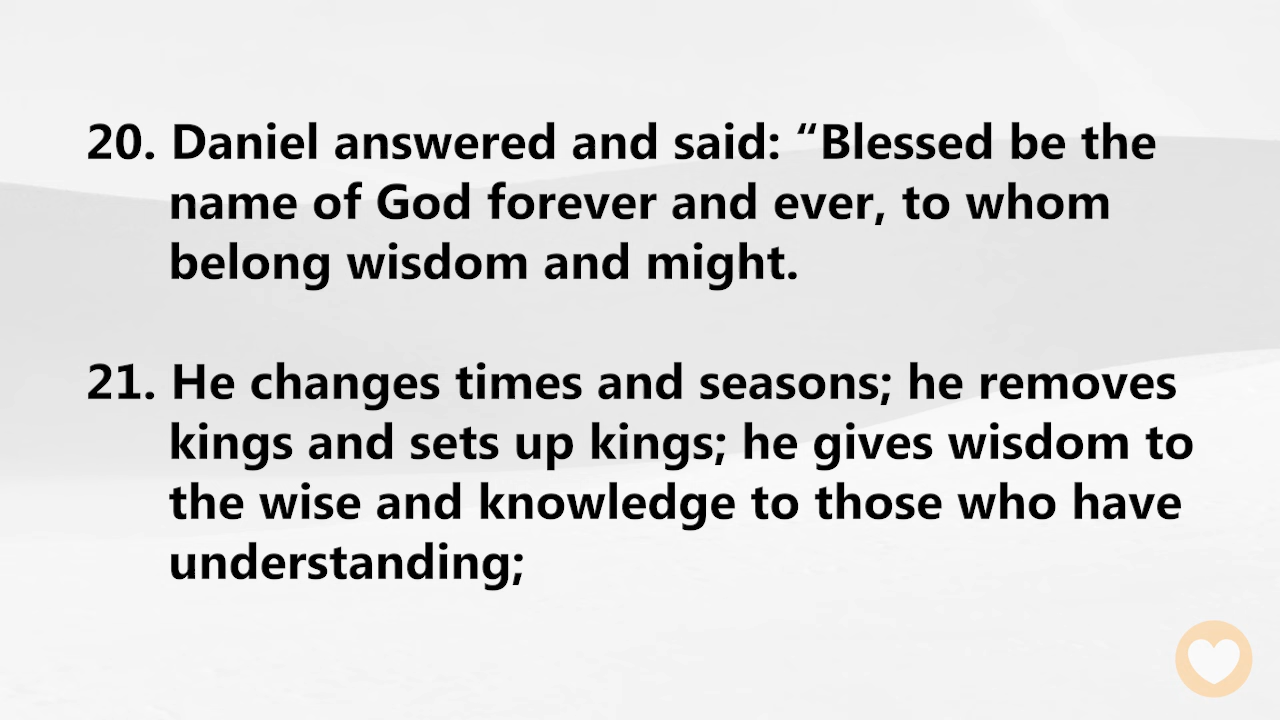 20. Daniel answered and said: “Blessed be the
name of God forever and ever, to whom
belong wisdom and might.
21. He changes times and seasons; he removes
kings and sets up kings; he gives wisdom to
the wise and knowledge to those who have
understanding;